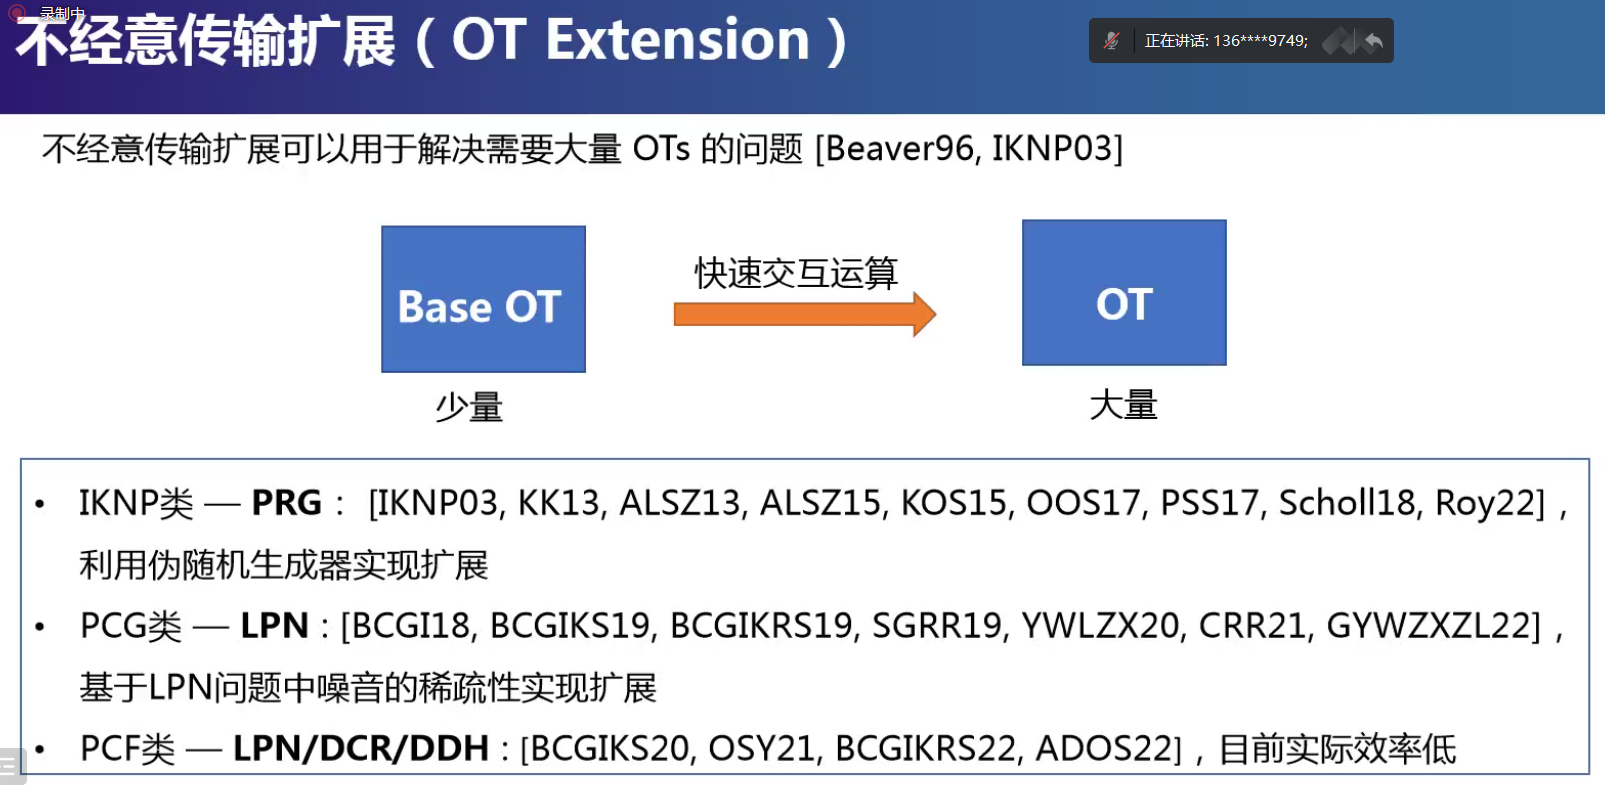 录制中
不经意传输扩展（OT Extension）
正在讲话: 136****9749;
不经意传输扩展可以用于解决需要大量 OTs 的问题 [Beaver96, IKNP03]
Base OT
快速交互运算
OT
少量
大量
• IKNP类 — PRG： [IKNP03, KK13, ALSZ13, ALSZ15, KOS15, OOS17, PSS17, Scholl18, Roy22]，
利用伪随机生成器实现扩展
• PCG类 — LPN : [BCGI18, BCGIKS19, BCGIKRS19, SGRR19, YWLZX20, CRR21, GYWZXZL22]，
基于LPN问题中噪音的稀疏性实现扩展
• PCF类 — LPN/DCR/DDH : [BCGIKS20, OSY21, BCGIKRS22, ADOS22]，目前实际效率低